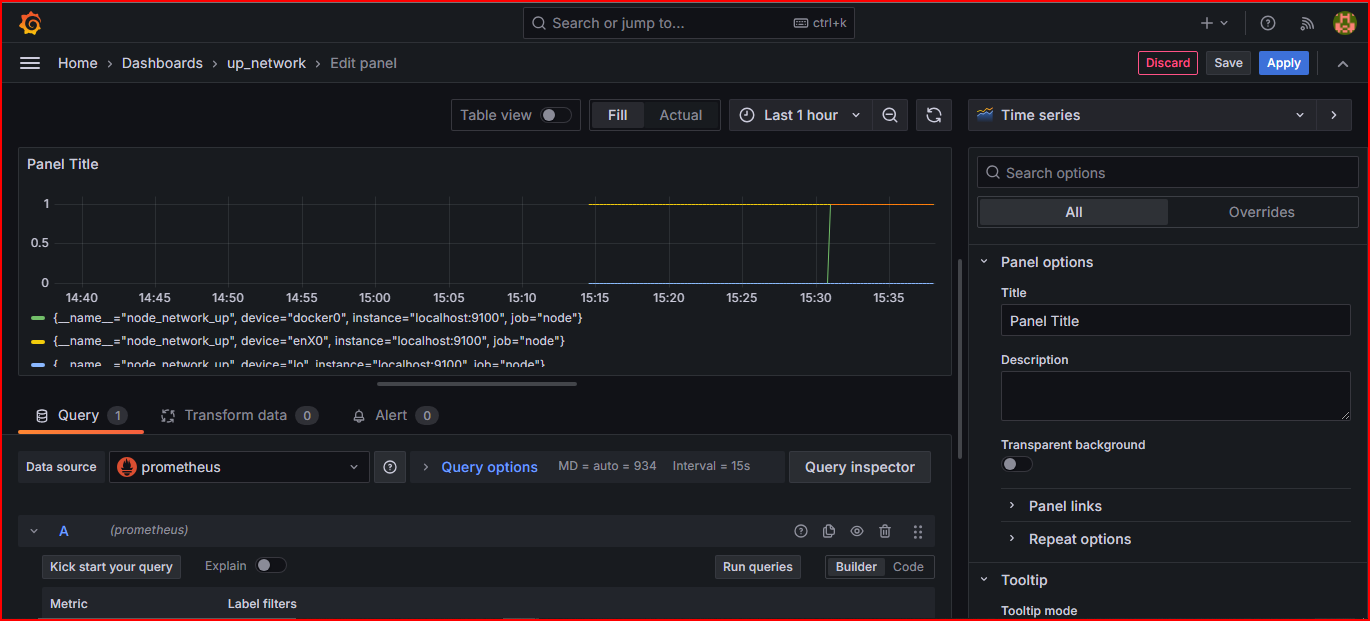 Search or jump to... ctrl+k
Home › Dashboards › up_network › Edit panel Discard Save Apply
Table view Fill Actual Last 1 hour Time series
Panel Title
Search options
All Overrides
1
0.5
0
14:40 14:45 14:50 14:55 15:00 15:05 15:10 15:15 15:20 15:25 15:30 15:35
{__name__="node_network_up", device="docker0", instance="localhost:9100", job="node"}
{__name__="node_network_up", device="enX0", instance="localhost:9100", job="node"}
{__name__="node_network_up", device="lo", instance="localhost:9100", job="node"}
Panel options
Title
Panel Title
Description
Transparent background
Panel links
Repeat options
Tooltip
Tooltip mode
Query 1 Transform data 0 Alert 0
Data source prometheus Query options MD = auto = 934 Interval = 15s Query inspector
A (prometheus)
Kick start your query Explain Run queries Builder Code
Metric Label filters